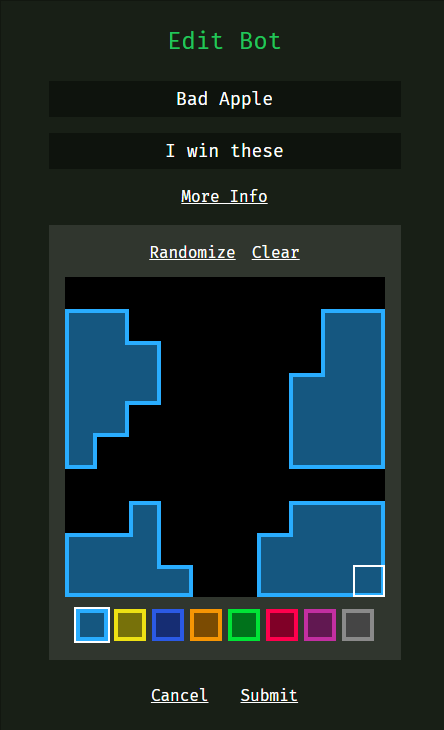 Edit Bot
Bad Apple
I win these
More Info
Randomize Clear
Cancel Submit